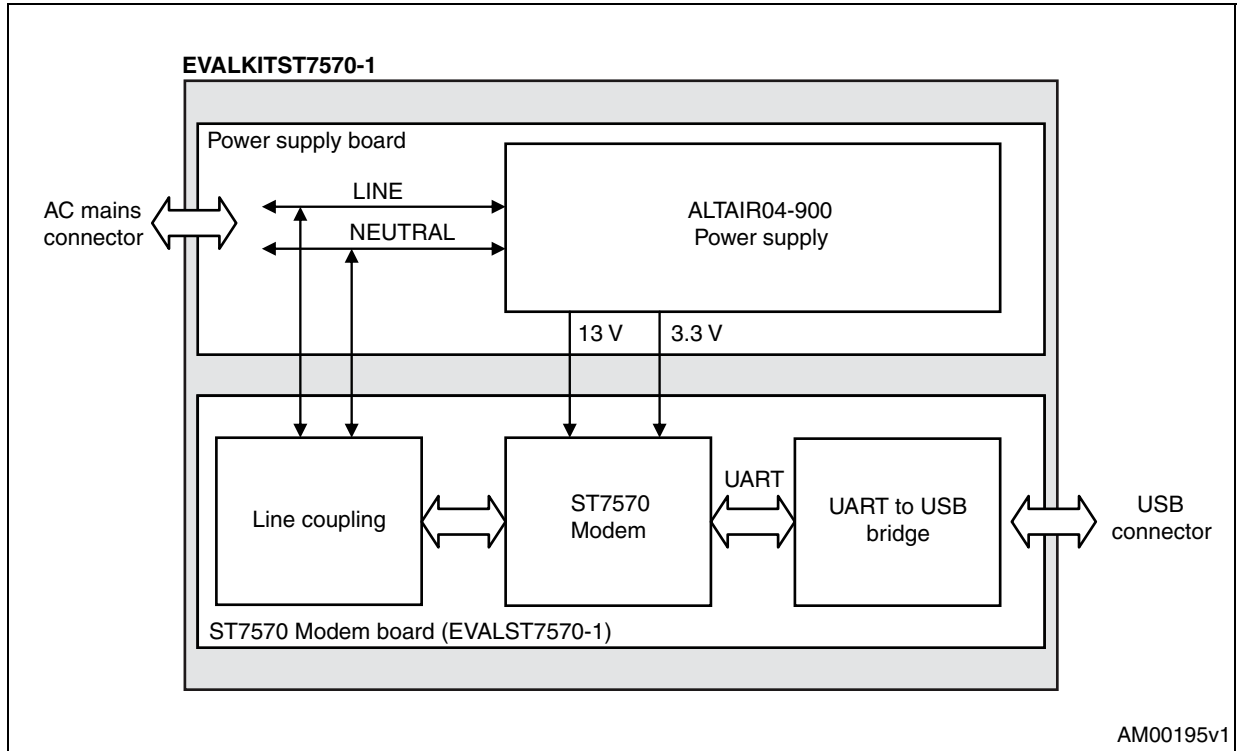 EVALKITST7570-1
Power supply board
AC mains
connector
LINE
NEUTRAL
ALTAIR04-900
Power supply
13 V
3.3 V
Line coupling
ST7570
Modem
UART
UART to USB
bridge
USB
connector
ST7570 Modem board (EVALST7570-1)
AM00195v1